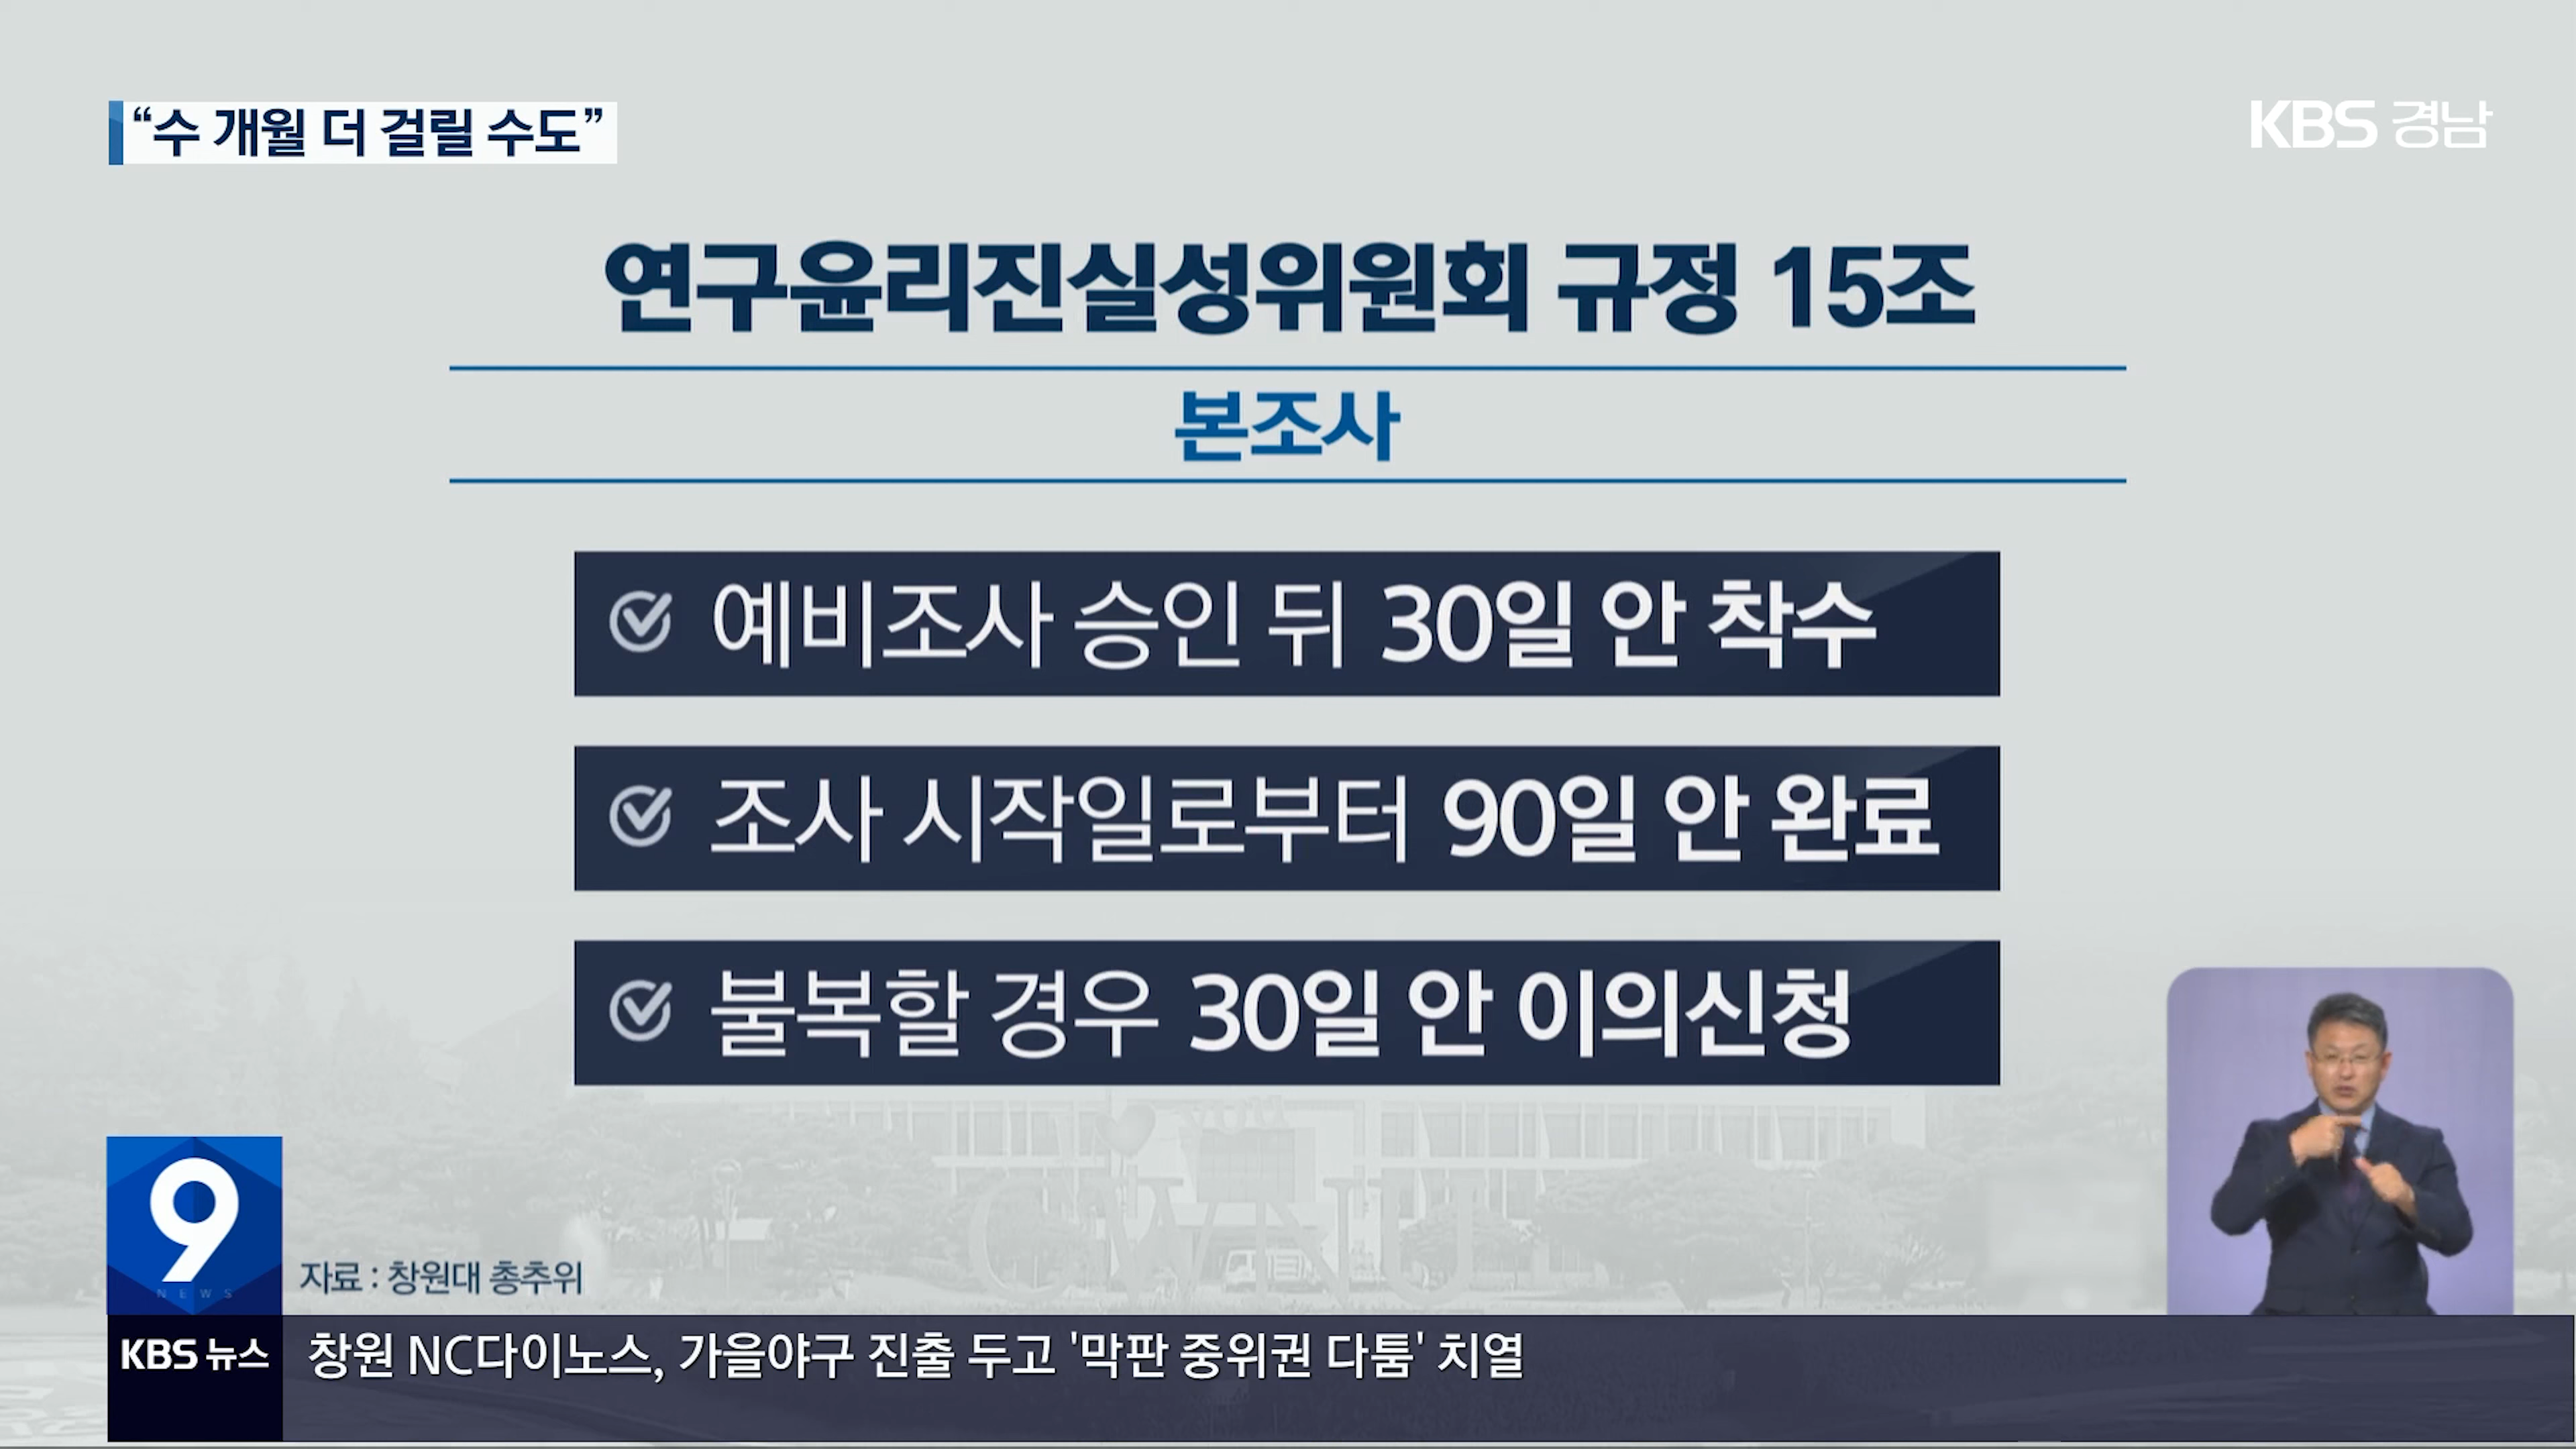 “수 개월 더 걸릴 수도”
KBS 경남
연구윤리진실성위원회 규정 15조
본조사
예비조사 승인 뒤 30일 안 착수
조사 시작일로부터 90일 안 완료
불복할 경우 30일 안 이의신청
CWNU
9
NEWS
자료 : 창원대 총추위
KBS 뉴스
창원 NC다이노스, 가을야구 진출 두고 '막판 중위권 다툼' 치열